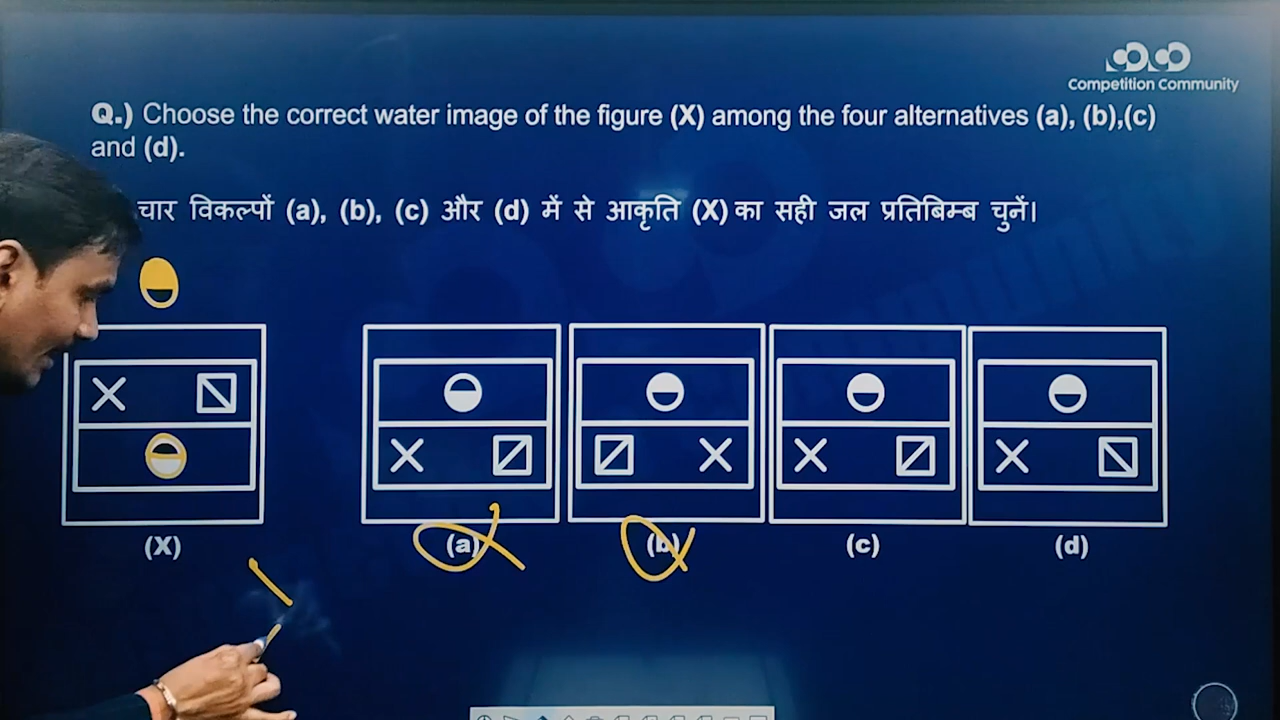 Competition Community
Q.) Choose the correct water image of the figure (X) among the four alternatives (a), (b),(c)
and (d).
चार विकल्पों (a), (b), (c) और (d) में से आकृति (X) का सही जल प्रतिबिम्ब चुनें।
(X) (a) (b) (c) (d)